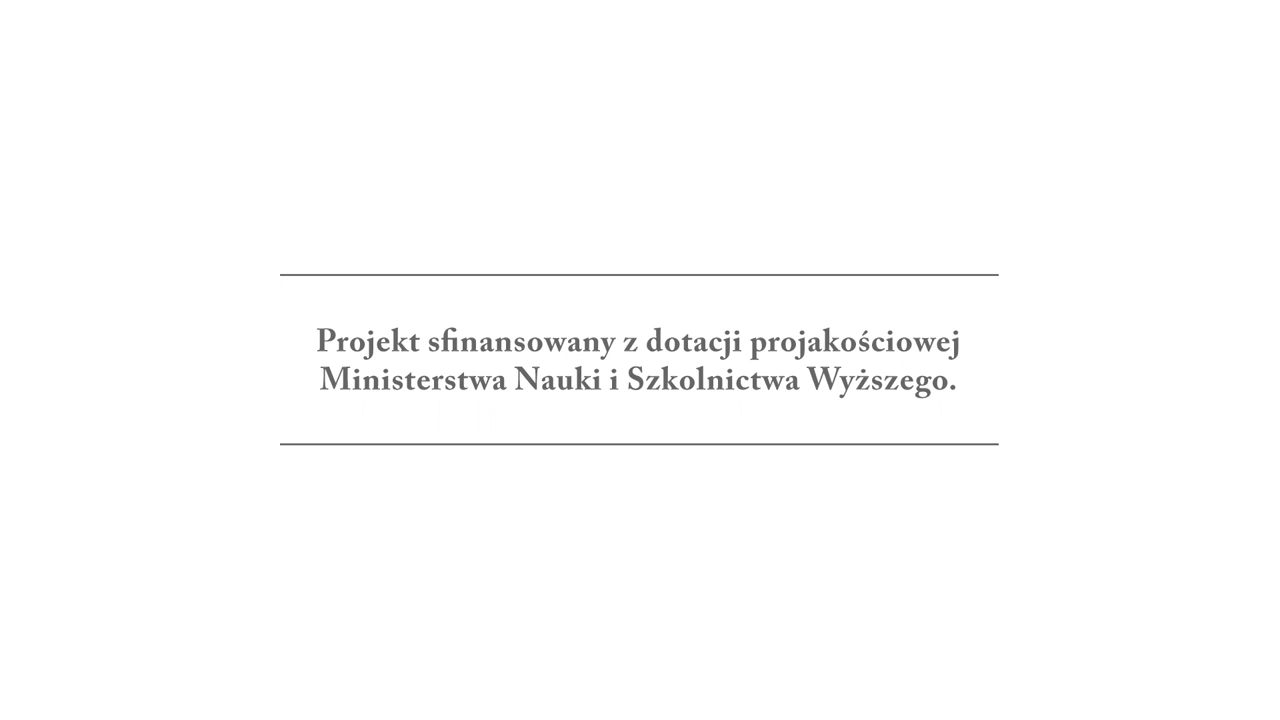 Projekt sfinansowany z dotacji projakościowej
Ministerstwa Nauki i Szkolnictwa Wyższego.